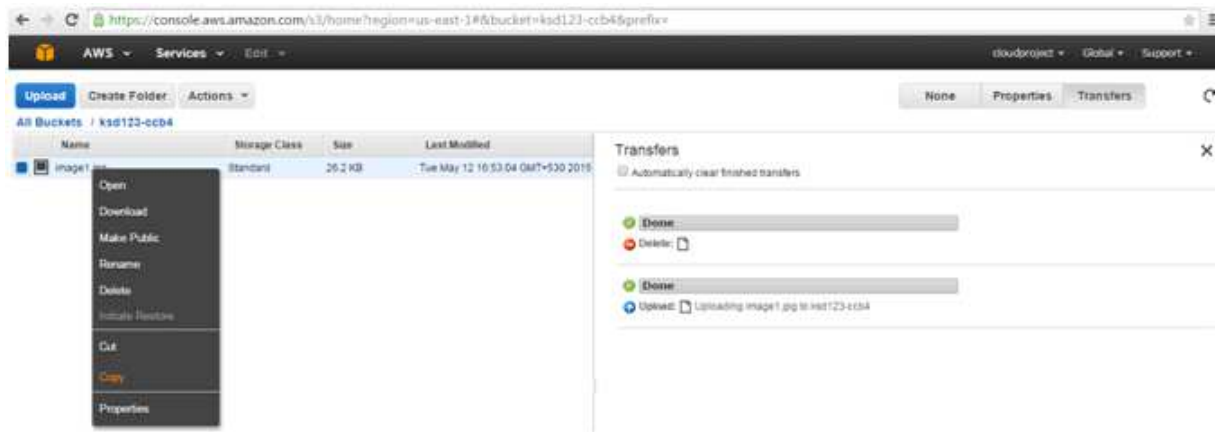 https://console.aws.amazon.com/s3/home?region=us-east-1#&bucket=ksd123-ccb4&prefix=
AWS Services Edit cloudproject Global Support
Upload Create Folder Actions None Properties Transfers
All Buckets / ksd123-ccb4
Name Storage Class Size Last Modified
image1.jpg Standard 26.2 KB Tue May 12 16:53:04 GMT+530 2015
Open
Download
Make Public
Rename
Delete
Initiate Restore
Cut
Copy
Properties
Transfers
Automatically clear finished transfers
Done
Delete:
Done
Upload: Uploading image1.jpg to ksd123-ccb4